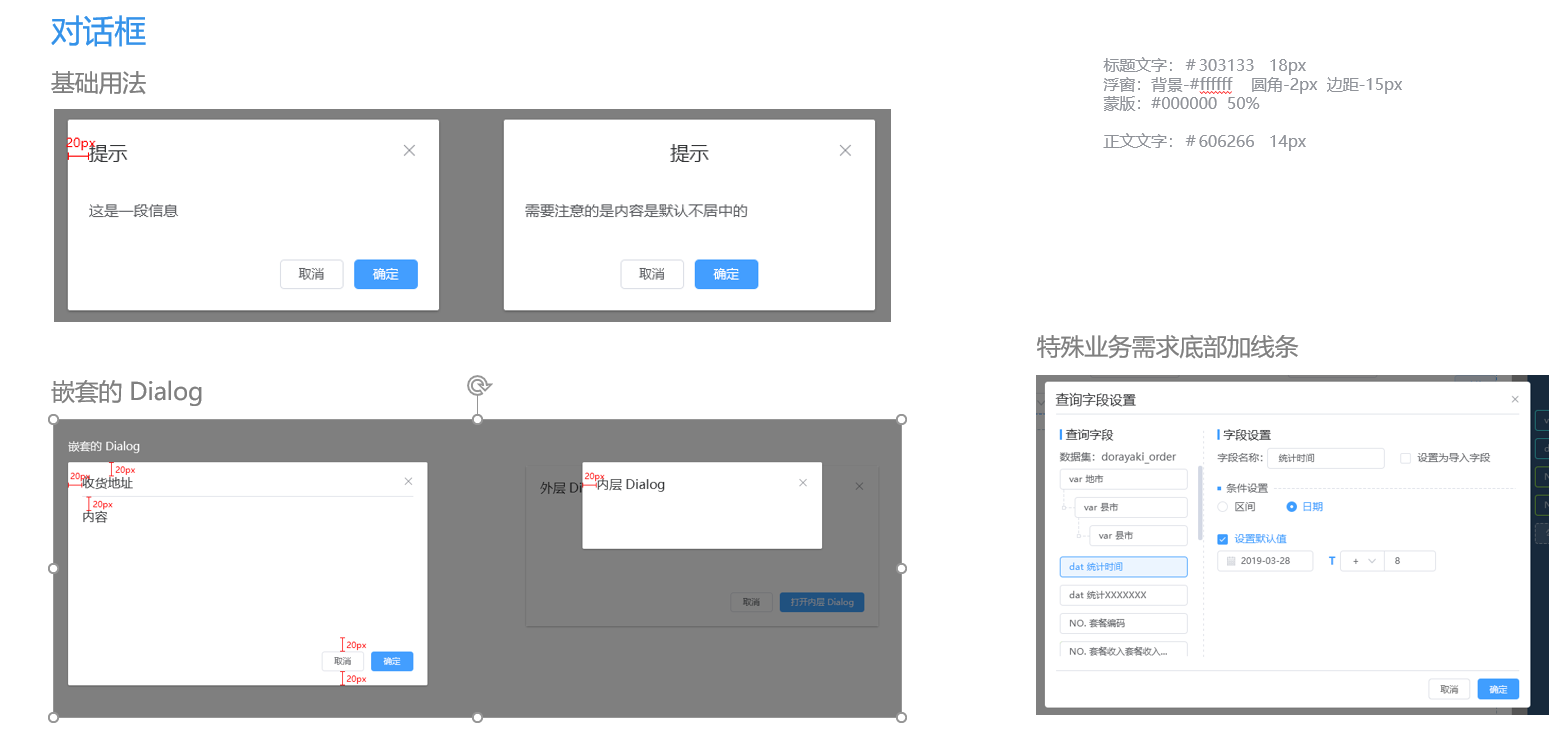 对话框
基础用法
20px
提示
这是一段信息
取消
确定
提示
需要注意的是内容是默认不居中的
取消
确定
标题文字：＃303133 18px
浮窗：背景-#ffffff 圆角-2px 边距-15px
蒙版：#000000 50%
正文文字：＃606266 14px
嵌套的 Dialog
嵌套的 Dialog
20px
20px
收货地址
20px
内容
20px
取消
确定
20px
外层 Di
20px
内层 Dialog
取消
打开内层 Dialog
特殊业务需求底部加线条
查询字段设置
查询字段
数据集：dorayaki_order
var 地市
var 县市
var 县市
dat 统计时间
dat 统计XXXXXXX
NO. 套餐编码
NO. 套餐收入套餐收入...
字段设置
字段名称:
统计时间
设置为导入字段
条件设置
区间
日期
设置默认值
2019-03-28
T
+
8
取消
确定